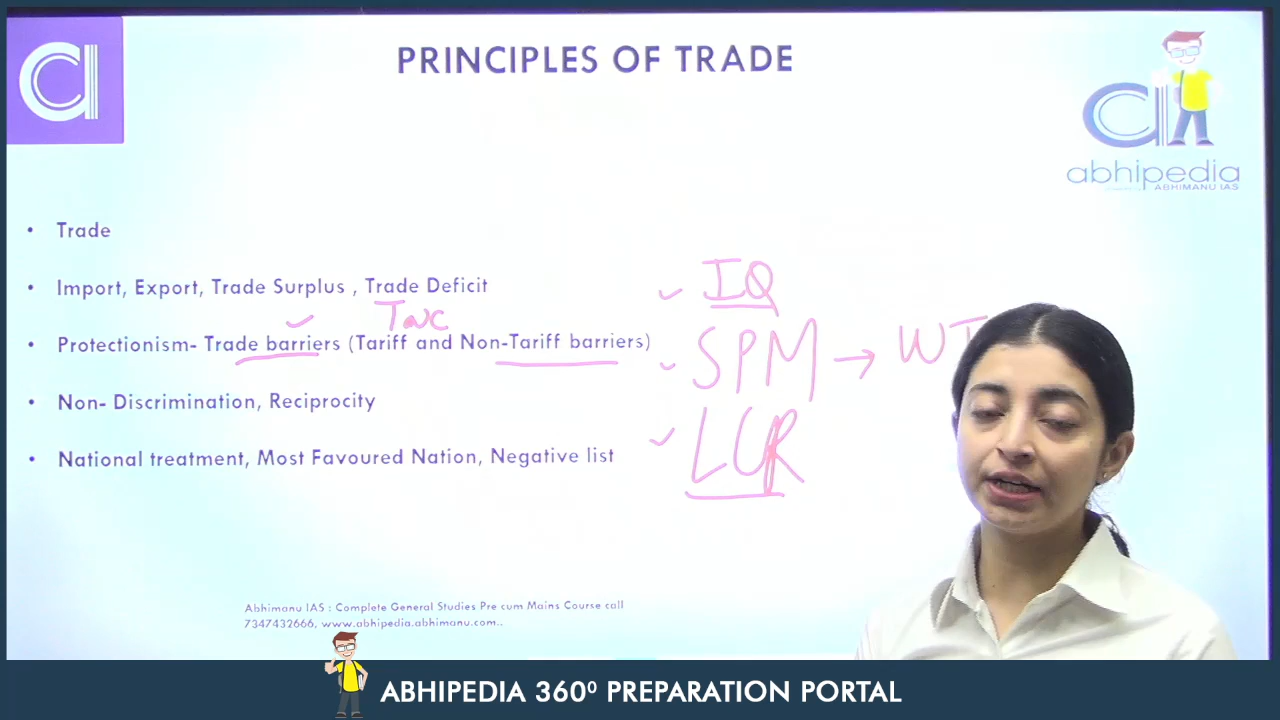 PRINCIPLES OF TRADE
abhipedia
ABHIMANU IAS
• Trade
• Import, Export, Trade Surplus , Trade Deficit
Tax
• Protectionism- Trade barriers (Tariff and Non-Tariff barriers)
• Non- Discrimination, Reciprocity
• National treatment, Most Favoured Nation, Negative list
IQ
SPM → WT
LCR
Abhimanu IAS : Complete General Studies Pre cum Mains Course call
7347432666, www.abhipedia.abhimanu.com..
ABHIPEDIA 360⁰ PREPARATION PORTAL